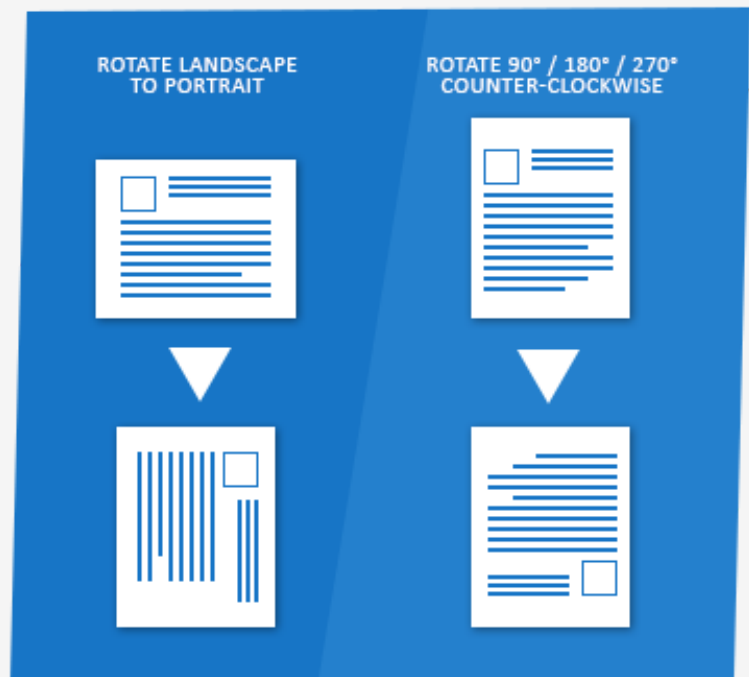 ROTATE LANDSCAPE
TO PORTRAIT
ROTATE 90° / 180° / 270°
COUNTER-CLOCKWISE